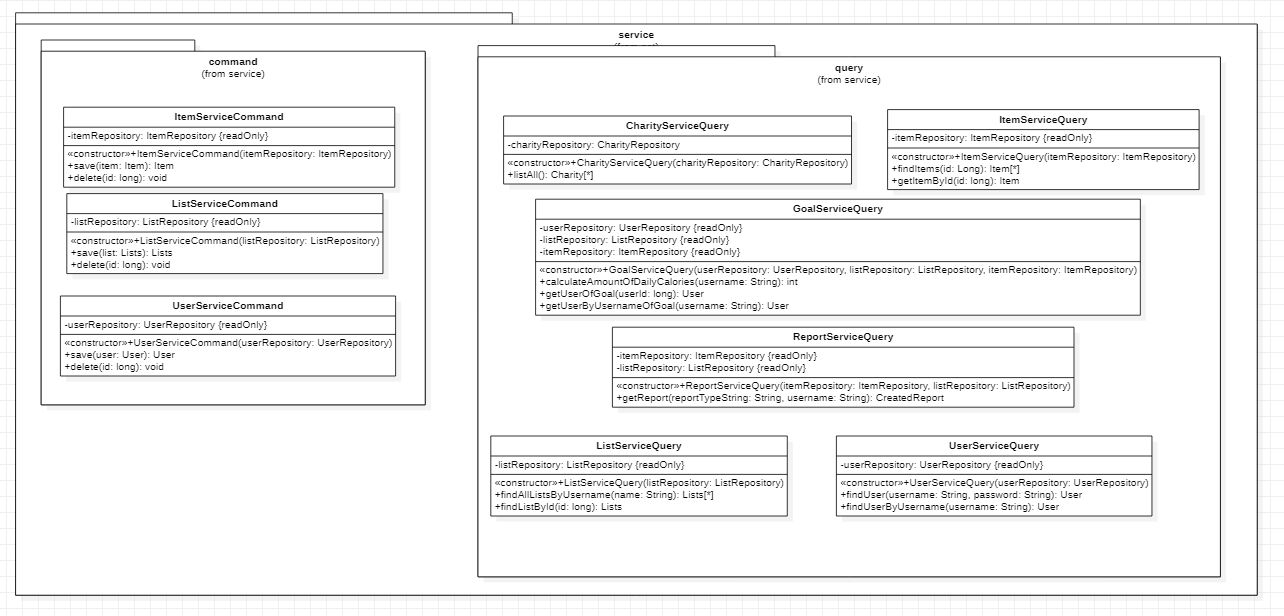 service
command
(from service)
ItemServiceCommand
-itemRepository: ItemRepository {readOnly}
«constructor»+ItemServiceCommand(itemRepository: ItemRepository)
+save(item: Item): Item
+delete(id: long): void
ListServiceCommand
-listRepository: ListRepository {readOnly}
«constructor»+ListServiceCommand(listRepository: ListRepository)
+save(list: Lists): Lists
+delete(id: long): void
UserServiceCommand
-userRepository: UserRepository {readOnly}
«constructor»+UserServiceCommand(userRepository: UserRepository)
+save(user: User): User
+delete(id: long): void
query
(from service)
CharityServiceQuery
-charityRepository: CharityRepository
«constructor»+CharityServiceQuery(charityRepository: CharityRepository)
+listAll(): Charity[*]
ItemServiceQuery
-itemRepository: ItemRepository {readOnly}
«constructor»+ItemServiceQuery(itemRepository: ItemRepository)
+findItems(id: Long): Item[*]
+getItemById(id: long): Item
GoalServiceQuery
-userRepository: UserRepository {readOnly}
-listRepository: ListRepository {readOnly}
-itemRepository: ItemRepository {readOnly}
«constructor»+GoalServiceQuery(userRepository: UserRepository, listRepository: ListRepository, itemRepository: ItemRepository)
+calculateAmountOfDailyCalories(username: String): int
+getUserOfGoal(userId: long): User
+getUserByUsernameOfGoal(username: String): User
ReportServiceQuery
-itemRepository: ItemRepository {readOnly}
-listRepository: ListRepository {readOnly}
«constructor»+ReportServiceQuery(itemRepository: ItemRepository, listRepository: ListRepository)
+getReport(reportTypeString: String, username: String): CreatedReport
ListServiceQuery
-listRepository: ListRepository {readOnly}
«constructor»+ListServiceQuery(listRepository: ListRepository)
+findAllListsByUsername(name: String): Lists[*]
+findListById(id: long): Lists
UserServiceQuery
-userRepository: UserRepository {readOnly}
«constructor»+UserServiceQuery(userRepository: UserRepository)
+findUser(username: String, password: String): User
+findUserByUsername(username: String): User